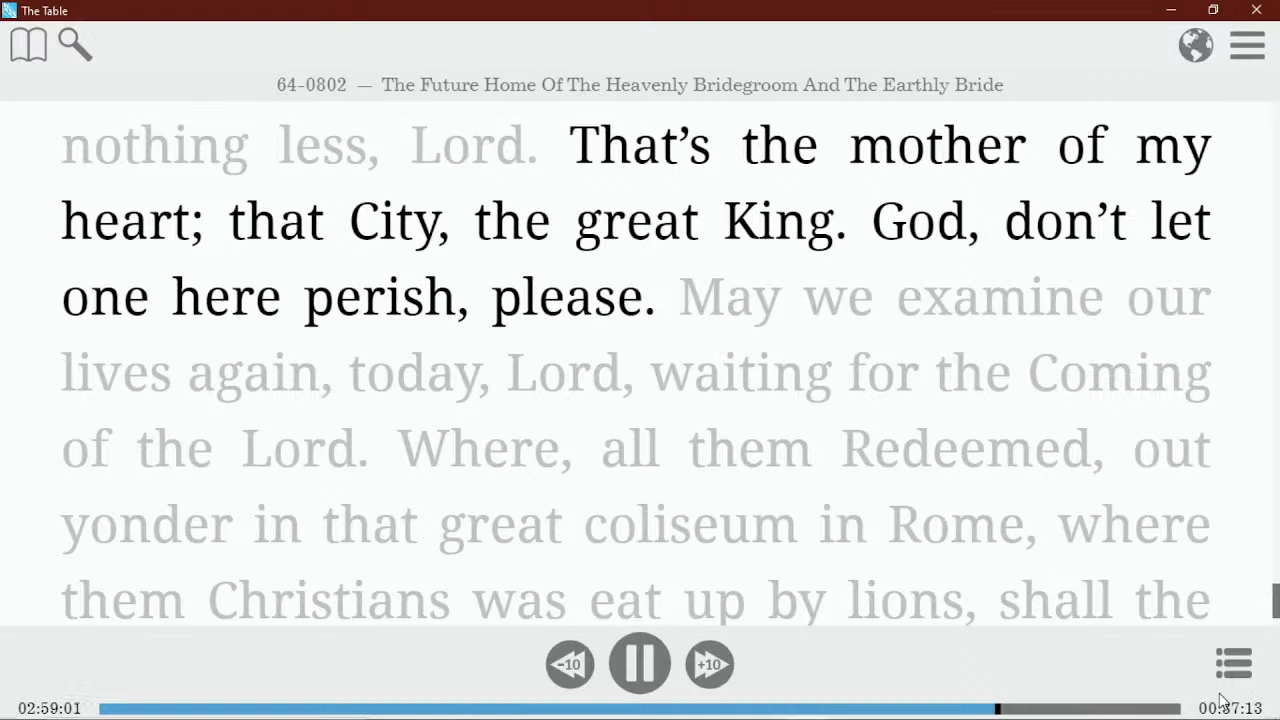 The Table
64-0802 — The Future Home Of The Heavenly Bridegroom And The Earthly Bride
nothing less, Lord. That’s the mother of my
heart; that City, the great King. God, don’t let
one here perish, please. May we examine our
lives again, today, Lord, waiting for the Coming
of the Lord. Where, all them Redeemed, out
yonder in that great coliseum in Rome, where
them Christians was eat up by lions, shall the
-10 +10
02:59:01 00:37:13